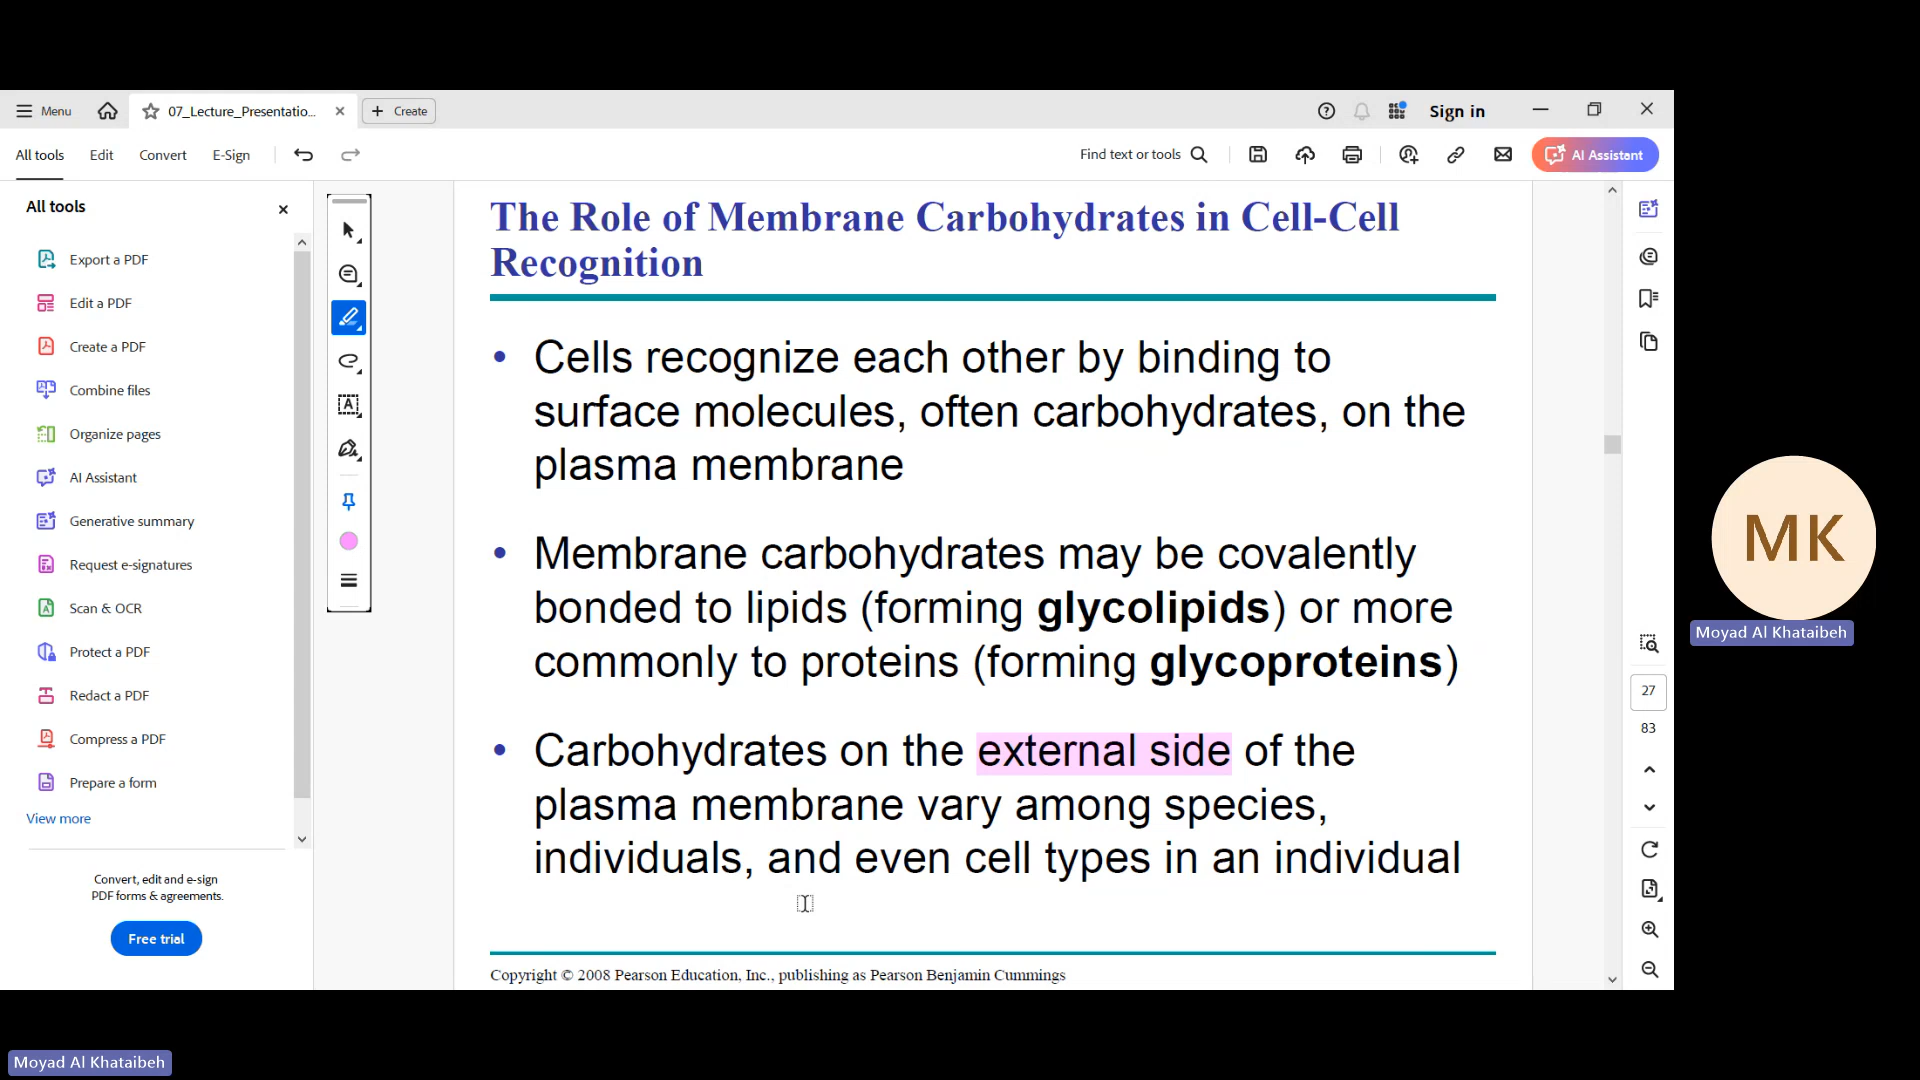 Menu
07_Lecture_Presentatio...
Create
Sign in
All tools
Edit
Convert
E-Sign
Find text or tools
AI Assistant
All tools
Export a PDF
Edit a PDF
Create a PDF
Combine files
Organize pages
AI Assistant
Generative summary
Request e-signatures
Scan & OCR
Protect a PDF
Redact a PDF
Compress a PDF
Prepare a form
View more
Convert, edit and e-sign
PDF forms & agreements.
Free trial
The Role of Membrane Carbohydrates in Cell-Cell
Recognition
• Cells recognize each other by binding to
surface molecules, often carbohydrates, on the
plasma membrane
• Membrane carbohydrates may be covalently
bonded to lipids (forming glycolipids) or more
commonly to proteins (forming glycoproteins)
• Carbohydrates on the external side of the
plasma membrane vary among species,
individuals, and even cell types in an individual
Copyright © 2008 Pearson Education, Inc., publishing as Pearson Benjamin Cummings
27
83
MK
Moyad Al Khataibeh
Moyad Al Khataibeh